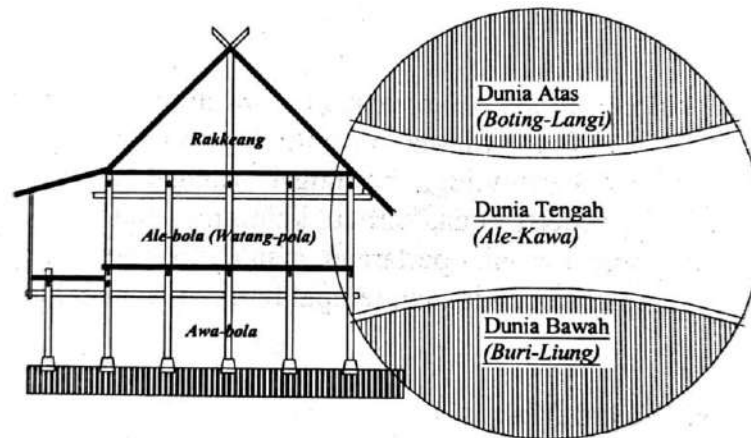 Rakkeang
Ale-bola (Watang-pola)
Awa-bola
Dunia Atas
(Boting-Langi)
Dunia Tengah
(Ale-Kawa)
Dunia Bawah
(Buri-Liung)